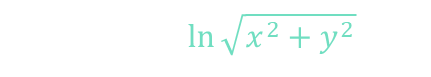 ln √(x² + y²)